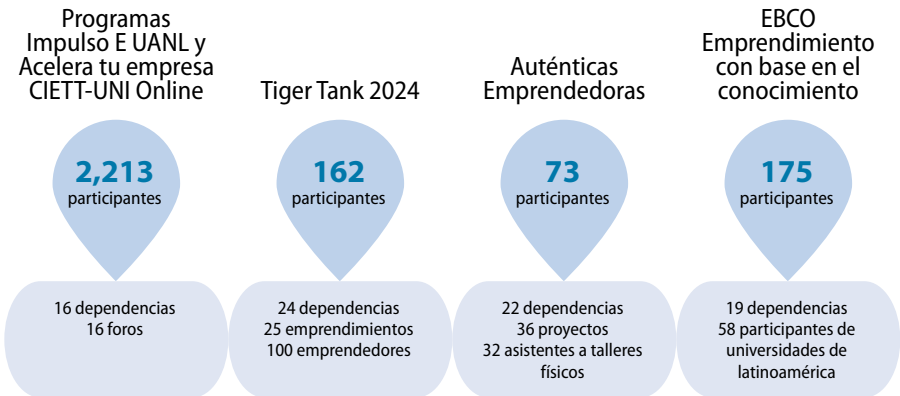 Programas
Impulso E UANL y
Acelera tu empresa
CIETT-UNI Online
2,213
participantes
16 dependencias
16 foros
Tiger Tank 2024
162
participantes
24 dependencias
25 emprendimientos
100 emprendedores
Auténticas
Emprendedoras
73
participantes
22 dependencias
36 proyectos
32 asistentes a talleres
físicos
EBCO
Emprendimiento
con base en el
conocimiento
175
participantes
19 dependencias
58 participantes de
universidades de
latinoamérica